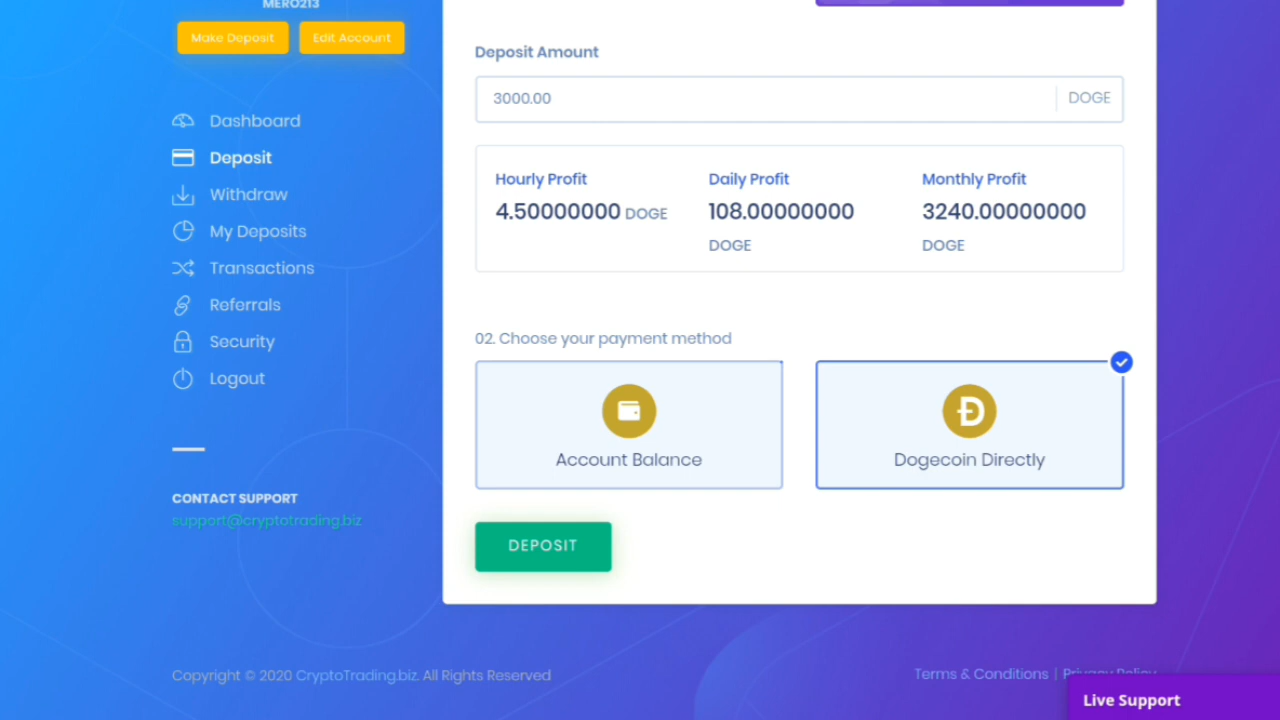 MERO213
Make Deposit
Edit Account
Dashboard
Deposit
Withdraw
My Deposits
Transactions
Referrals
Security
Logout
CONTACT SUPPORT
support@cryptotrading.biz
Deposit Amount
3000.00 DOGE
Hourly Profit
4.50000000 DOGE
Daily Profit
108.00000000
DOGE
Monthly Profit
3240.00000000
DOGE
02. Choose your payment method
Account Balance
Dogecoin Directly
DEPOSIT
Copyright © 2020 CryptoTrading.biz. All Rights Reserved
Terms & Conditions | Privacy Policy
Live Support